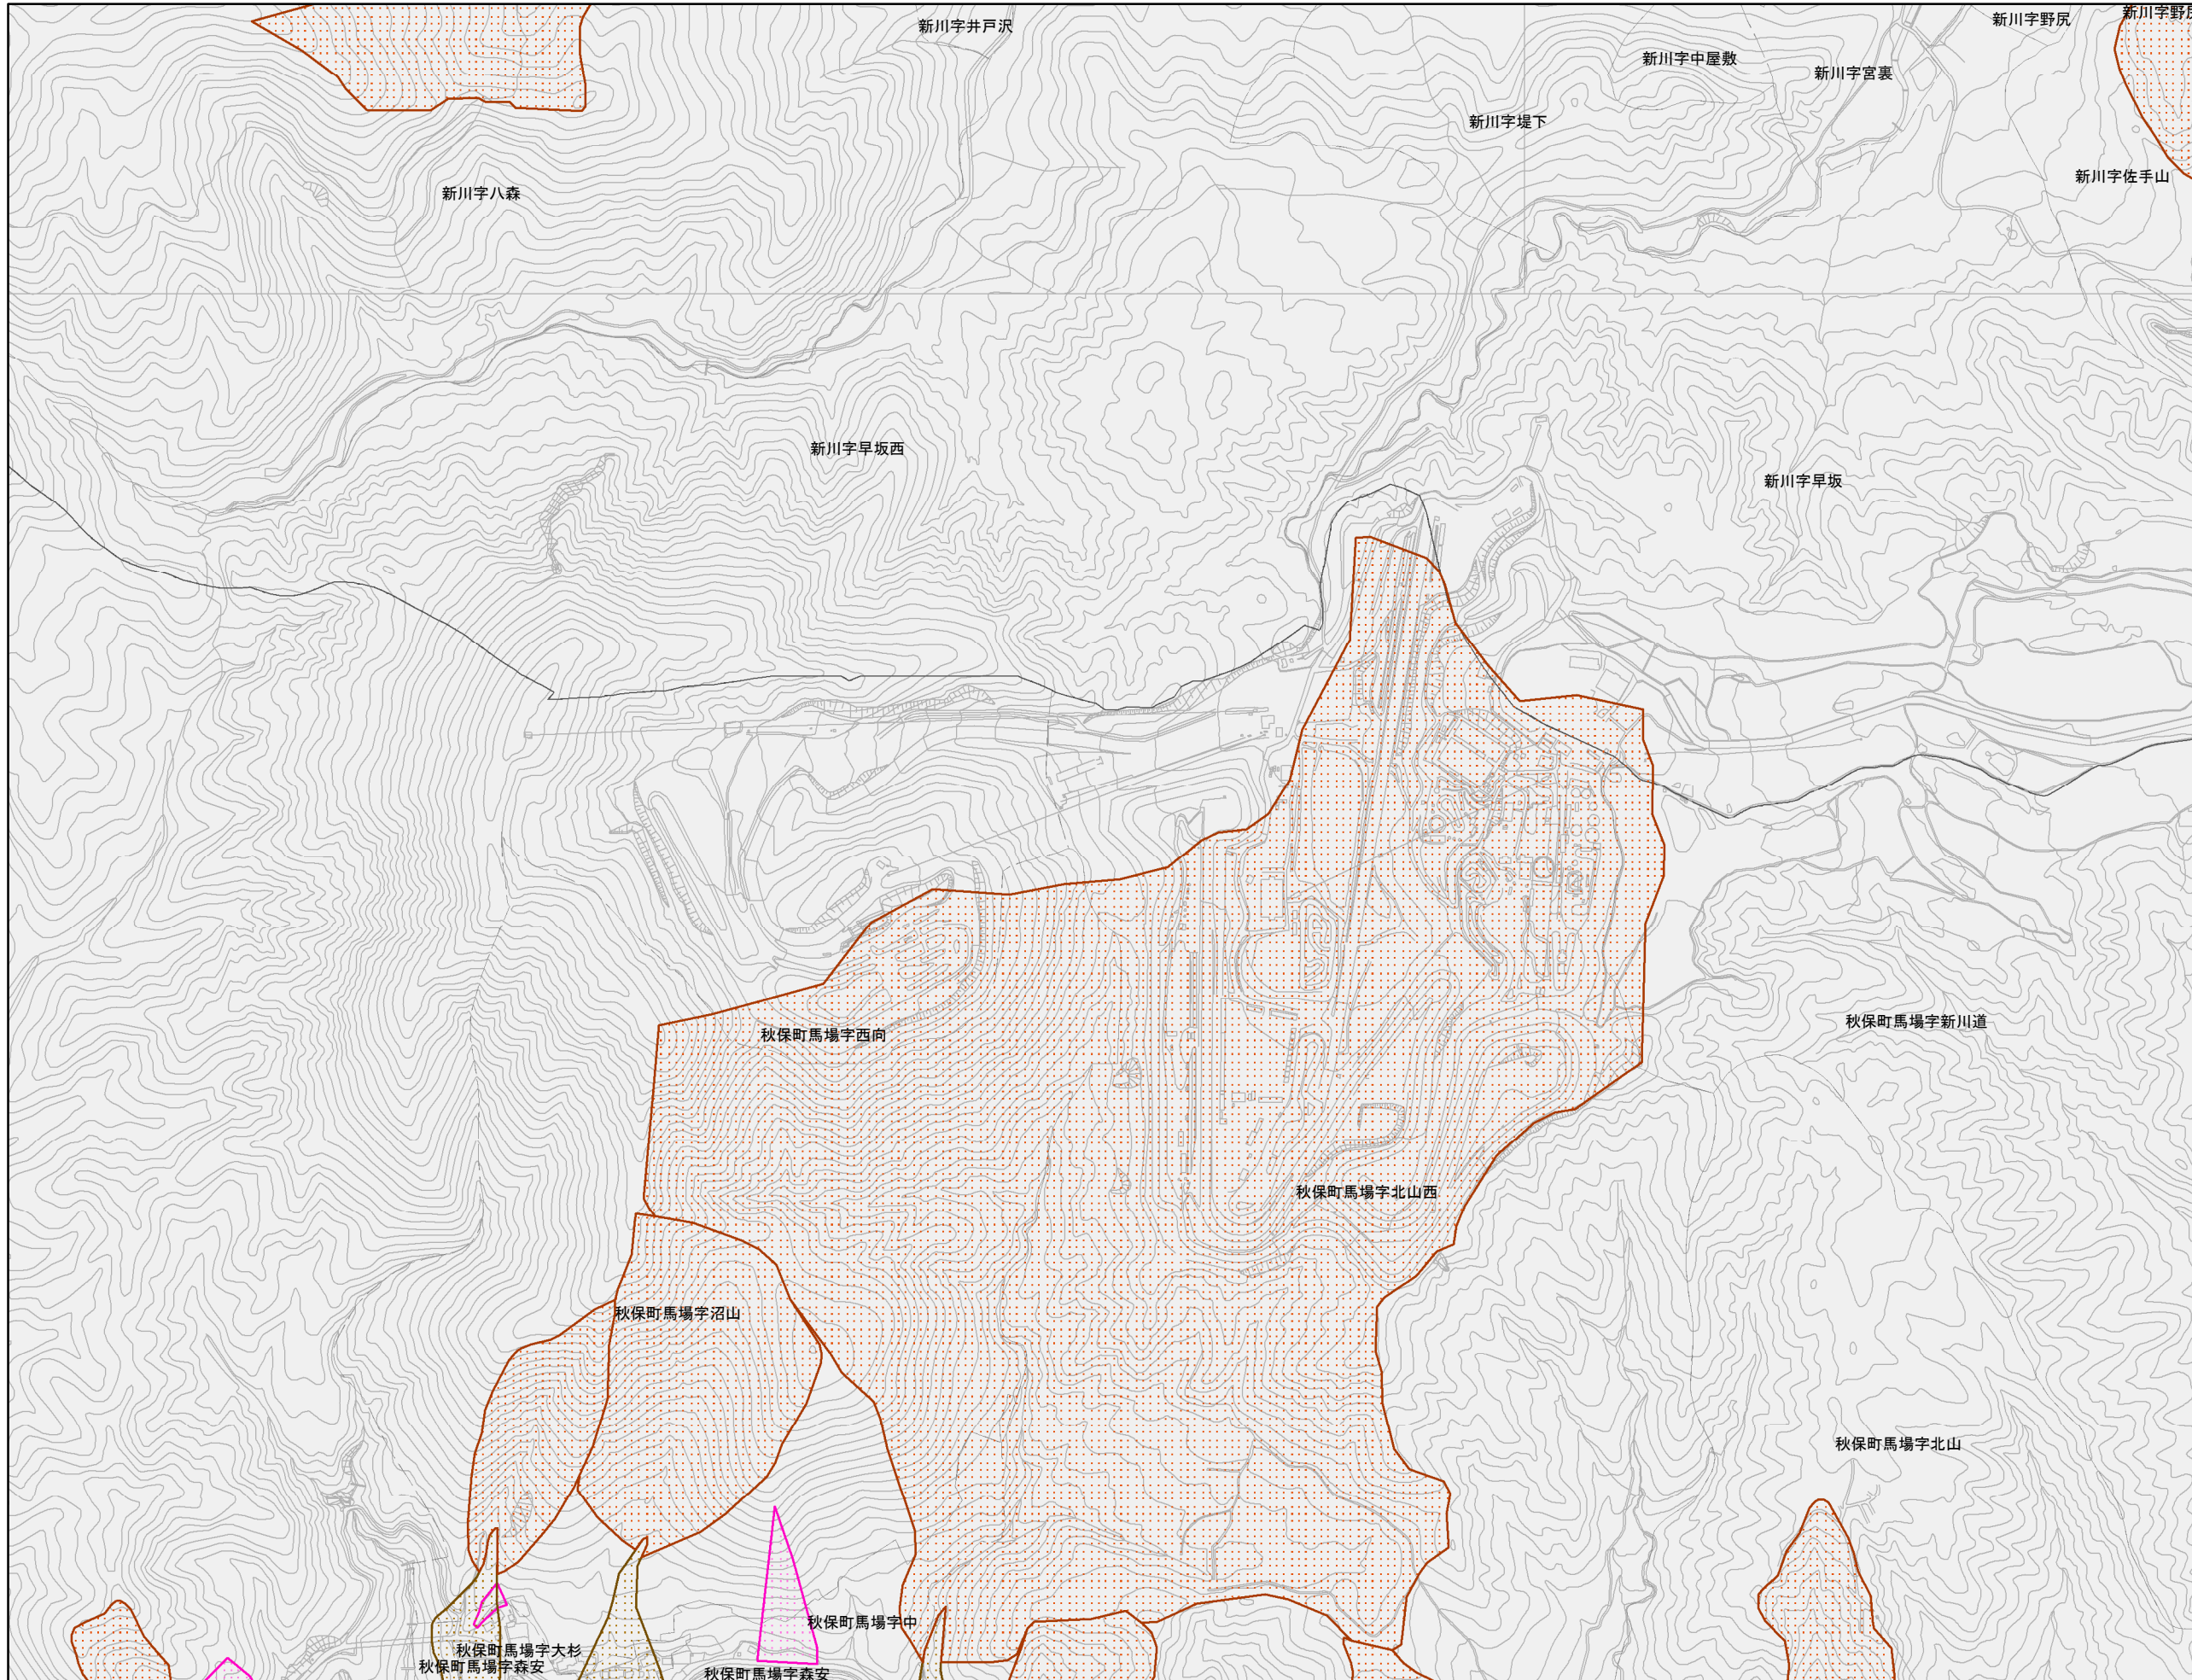 新川字野尻
新川字野尻
新川字井戸沢
新川字中屋敷
新川字宮裏
新川字堤下
新川字佐手山
新川字八森
新川字早坂西
新川字早坂
秋保町馬場字新川道
秋保町馬場字西向
秋保町馬場字北山西
秋保町馬場字沼山
秋保町馬場字北山
秋保町馬場字中
秋保町馬場字大杉
秋保町馬場字森安
秋保町馬場字森安